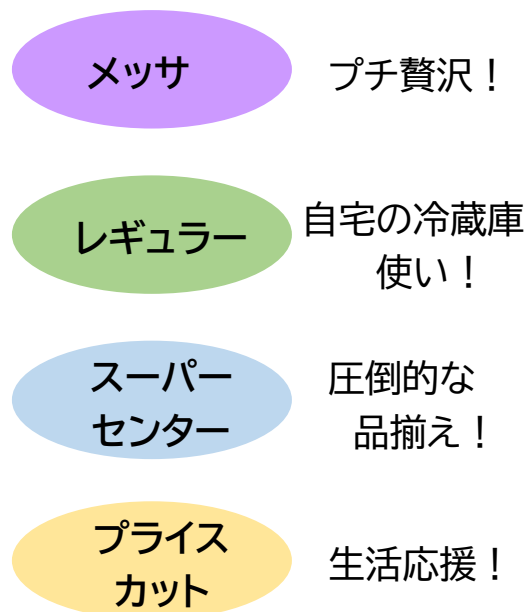 メッサ
プチ贅沢！
レギュラー
自宅の冷蔵庫
使い！
スーパー
センター
圧倒的な
品揃え！
プライス
カット
生活応援！